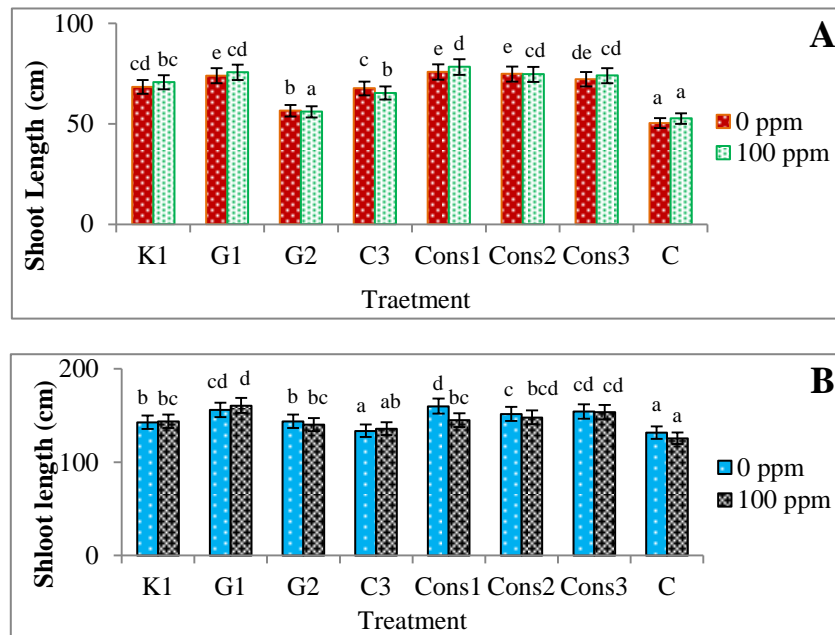 A
100
50
0
Shoot Length (cm)
cd bc e cd b a c b e d e cd de cd a a
0 ppm
100 ppm
K1 G1 G2 C3 Cons1 Cons2 Cons3 C
Traetment
B
200
100
0
Shloot length (cm)
b bc cd d b bc a ab d bc c bcd cd cd a a
0 ppm
100 ppm
K1 G1 G2 C3 Cons1 Cons2 Cons3 C
Treatment